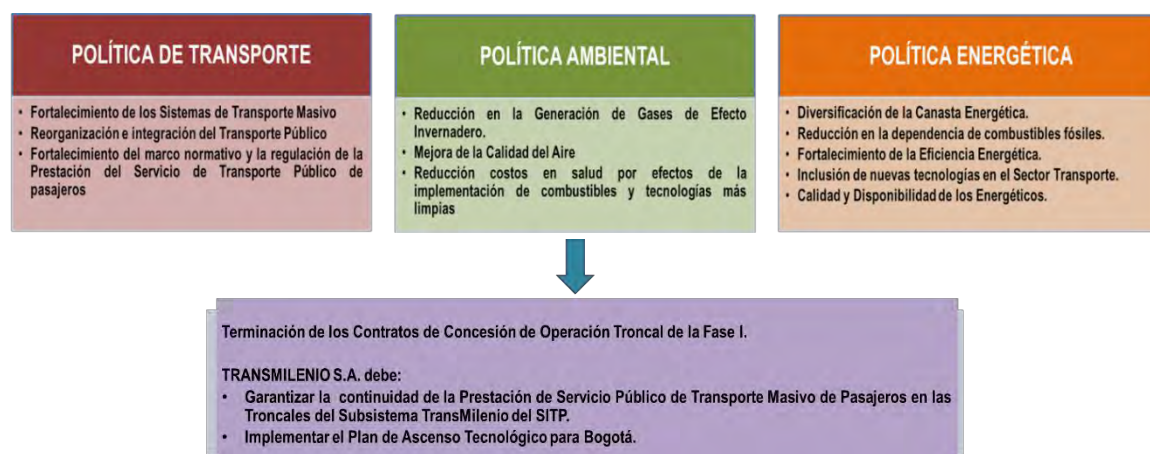 POLÍTICA DE TRANSPORTE
• Fortalecimiento de los Sistemas de Transporte Masivo
• Reorganización e integración del Transporte Público
• Fortalecimiento del marco normativo y la regulación de la
Prestación del Servicio de Transporte Público de
pasajeros
POLÍTICA AMBIENTAL
• Reducción en la Generación de Gases de Efecto
Invernadero.
• Mejora de la Calidad del Aire
• Reducción costos en salud por efectos de la
implementación de combustibles y tecnologías más
limpias
POLÍTICA ENERGÉTICA
• Diversificación de la Canasta Energética.
• Reducción en la dependencia de combustibles fósiles.
• Fortalecimiento de la Eficiencia Energética.
• Inclusión de nuevas tecnologías en el Sector Transporte.
• Calidad y Disponibilidad de los Energéticos.
Terminación de los Contratos de Concesión de Operación Troncal de la Fase I.
TRANSMILENIO S.A. debe:
• Garantizar la continuidad de la Prestación de Servicio Público de Transporte Masivo de Pasajeros en las
Troncales del Subsistema TransMilenio del SITP.
• Implementar el Plan de Ascenso Tecnológico para Bogotá.